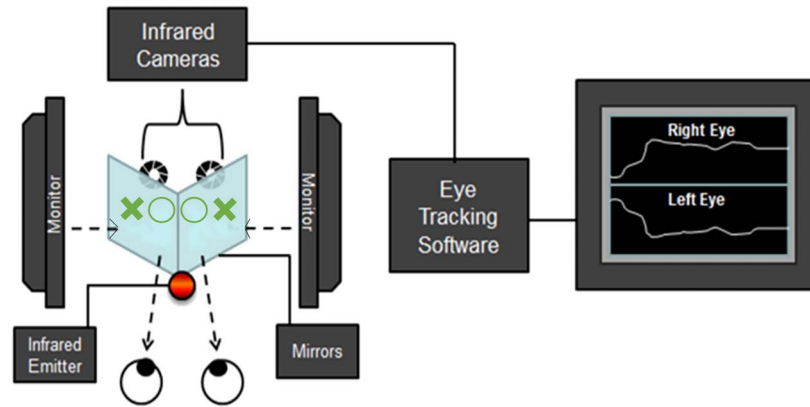 Infrared
Cameras
Monitor
Monitor
Right Eye
Left Eye
Eye
Tracking
Software
Infrared
Emitter
Mirrors